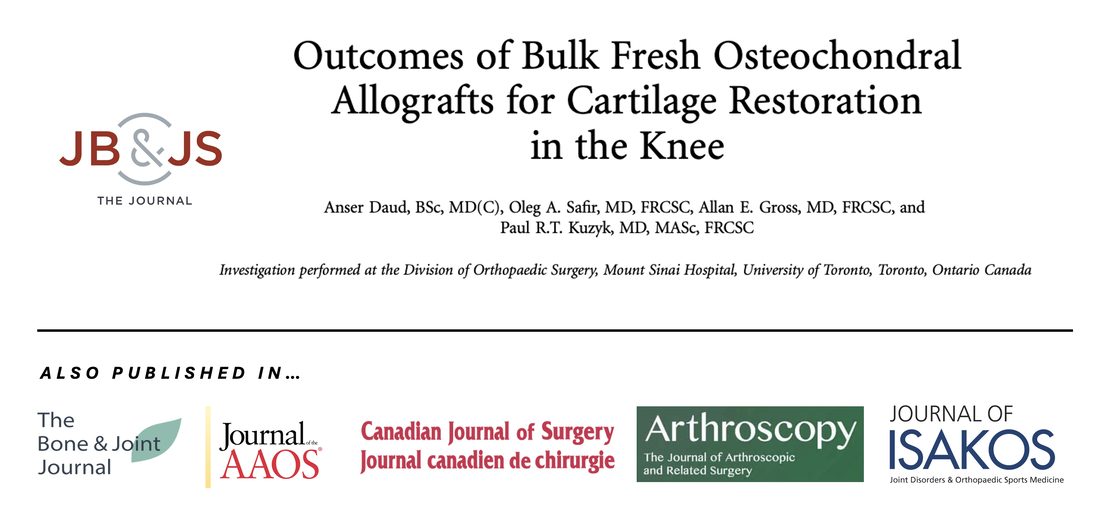 Outcomes of Bulk Fresh Osteochondral
Allografts for Cartilage Restoration
in the Knee
JB&JS
THE JOURNAL
Anser Daud, BSc, MD(C), Oleg A. Safir, MD, FRCSC, Allan E. Gross, MD, FRCSC, and
Paul R.T. Kuzyk, MD, MASc, FRCSC
Investigation performed at the Division of Orthopaedic Surgery, Mount Sinai Hospital, University of Toronto, Toronto, Ontario Canada
ALSO PUBLISHED IN...
The
Bone & Joint
Journal
Journal of the
AAOS®
Canadian Journal of Surgery
Journal canadien de chirurgie
Arthroscopy
The Journal of Arthroscopic
and Related Surgery
JOURNAL OF
ISAKOS
Joint Disorders & Orthopaedic Sports Medicine